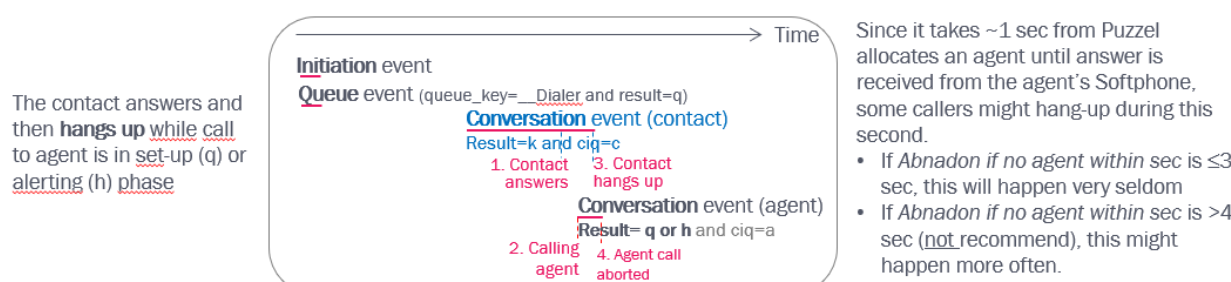 The contact answers and
then hangs up while call
to agent is in set-up (q) or
alerting (h) phase
Time
Initiation event
Queue event (queue_key=__Dialer and result=q)
Conversation event (contact)
Result=k and ciq=c
1. Contact
answers
3. Contact
hangs up
Conversation event (agent)
Result= q or h and ciq=a
2. Calling
agent
4. Agent call
aborted
Since it takes ~1 sec from Puzzel
allocates an agent until answer is
received from the agent's Softphone,
some callers might hang-up during this
second.
• If Abnadon if no agent within sec is ≤3
sec, this will happen very seldom
• If Abnadon if no agent within sec is >4
sec (not recommend), this might
happen more often.